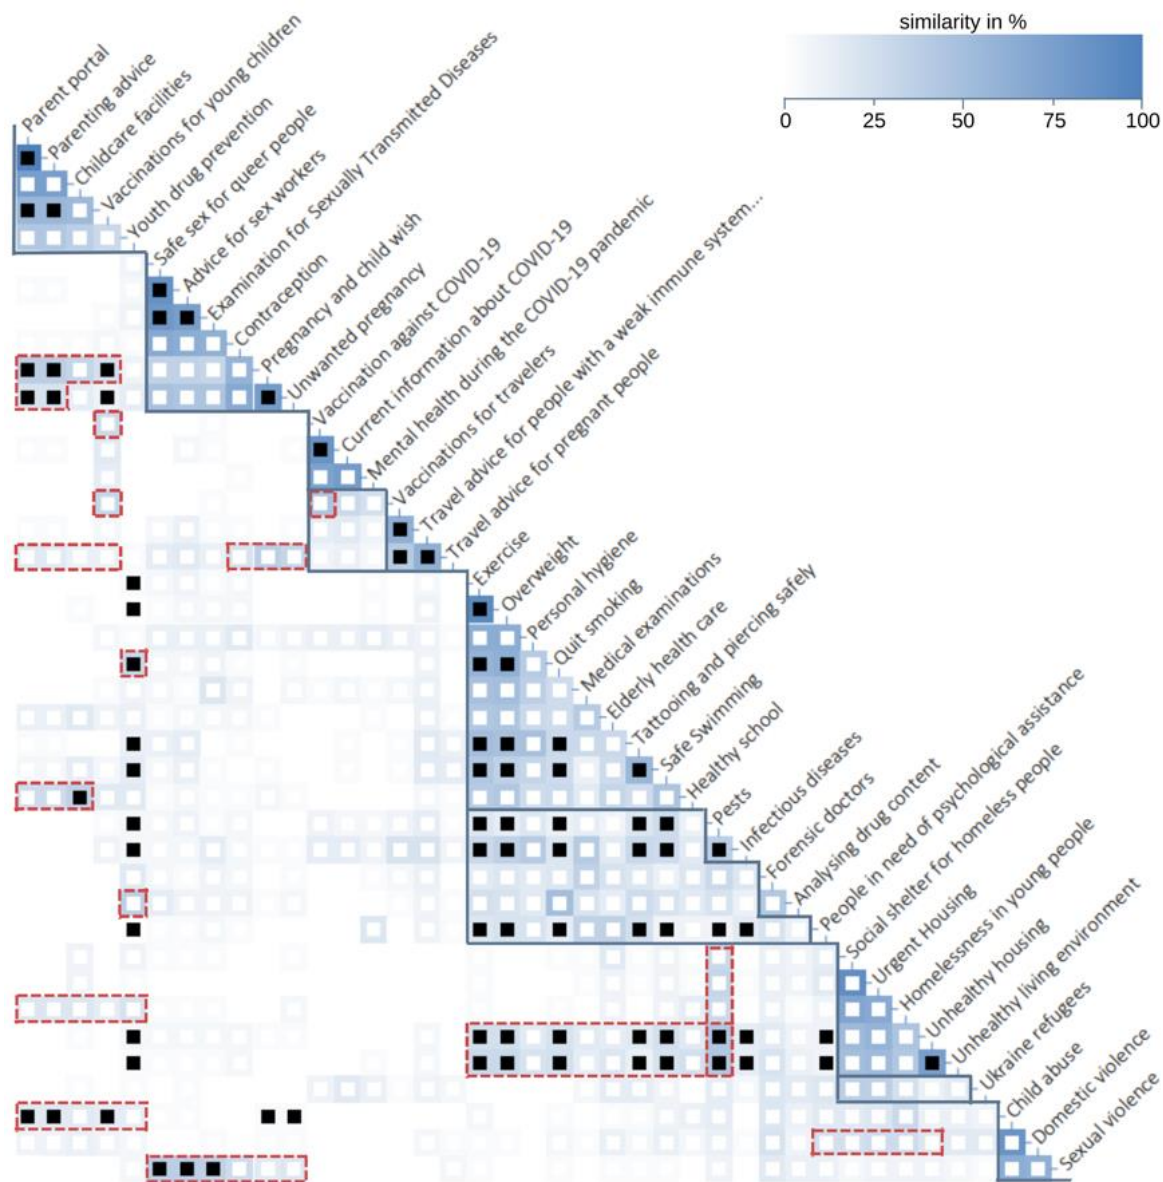 similarity in %
0 25 50 75 100
Parent portal
Parenting advice
Childcare facilities
Vaccinations for young children
Youth drug prevention
Safe sex for queer people
Advice for sex workers
Examination for Sexually Transmitted Diseases
Contraception
Pregnancy and child wish
Unwanted pregnancy
Vaccination against COVID-19
Current information about COVID-19
Mental health during the COVID-19 pandemic
Vaccinations for travelers
Travel advice for people with a weak immune system...
Travel advice for pregnant people
Exercise
Overweight
Personal hygiene
Quit smoking
Medical examinations
Elderly health care
Tattooing and piercing safely
Safe Swimming
Healthy school
Pests
Infectious diseases
Forensic doctors
Analysing drug content
People in need of psychological assistance
Social shelter for homeless people
Urgent Housing
Homelessness in young people
Unhealthy housing
Unhealthy living environment
Ukraine refugees
Child abuse
Domestic violence
Sexual violence